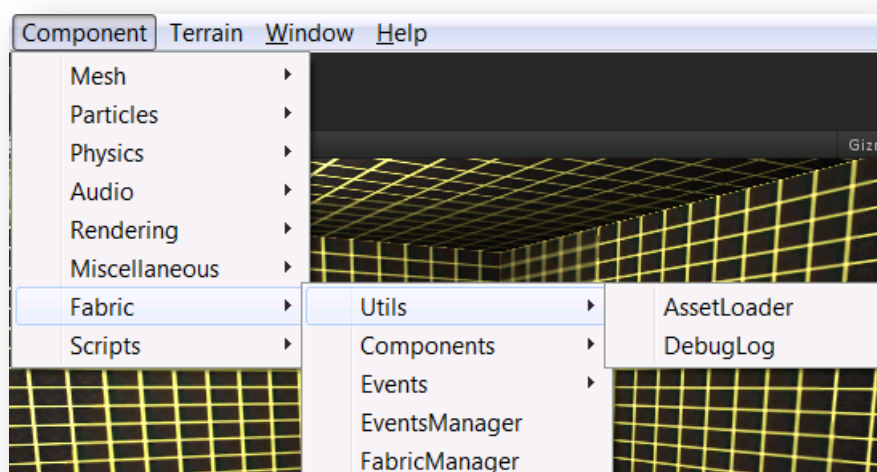 Component Terrain Window Help
Mesh
Particles
Physics
Audio
Rendering
Miscellaneous
Fabric
Scripts
Utils
Components
Events
EventsManager
FabricManager
AssetLoader
DebugLog